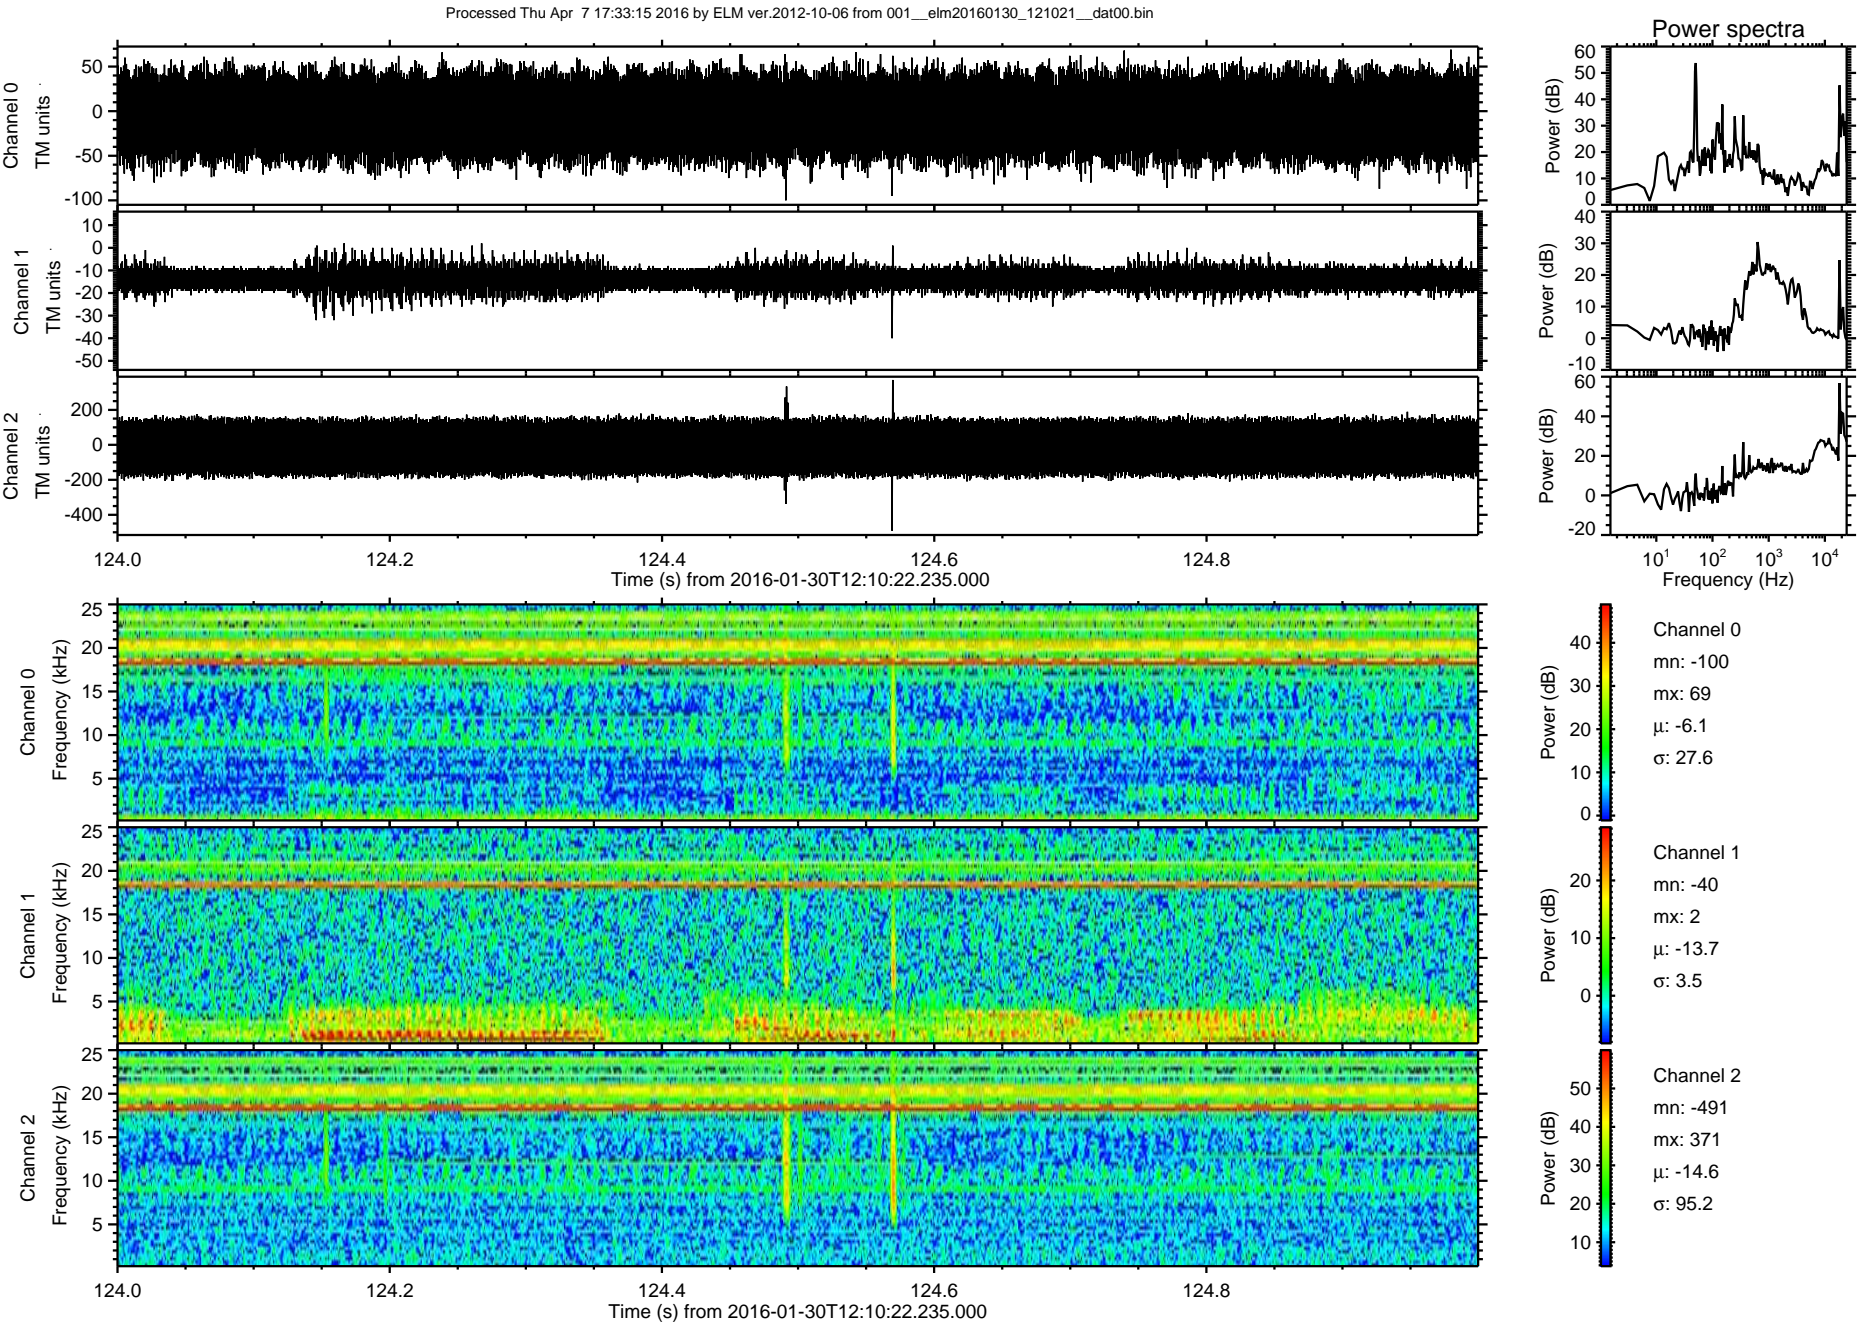 Processed Thu Apr  7 17:33:15 2016 by ELM ver.2012-10-06 from 001__elm20160130_121021__dat00.bin
Power spectra
Channel 0
TM units
50
0
-50
-100
Power (dB)
60
50
40
30
20
10
0
Channel 1
TM units
10
0
-10
-20
-30
-40
-50
Power (dB)
40
30
20
10
0
-10
Channel 2
TM units
200
0
-200
-400
Power (dB)
60
40
20
0
-20
124.0 124.2 124.4 124.6 124.8
Time (s) from 2016-01-30T12:10:22.235.000
10¹ 10² 10³ 10⁴
Frequency (Hz)
Channel 0
Frequency (kHz)
25
20
15
10
5
Power (dB)
40
30
20
10
0
Channel 0
mn: -100
mx: 69
μ: -6.1
σ: 27.6
Channel 1
Frequency (kHz)
25
20
15
10
5
Power (dB)
20
10
0
Channel 1
mn: -40
mx: 2
μ: -13.7
σ: 3.5
Channel 2
Frequency (kHz)
25
20
15
10
5
Power (dB)
50
40
30
20
10
Channel 2
mn: -491
mx: 371
μ: -14.6
σ: 95.2
124.0 124.2 124.4 124.6 124.8
Time (s) from 2016-01-30T12:10:22.235.000